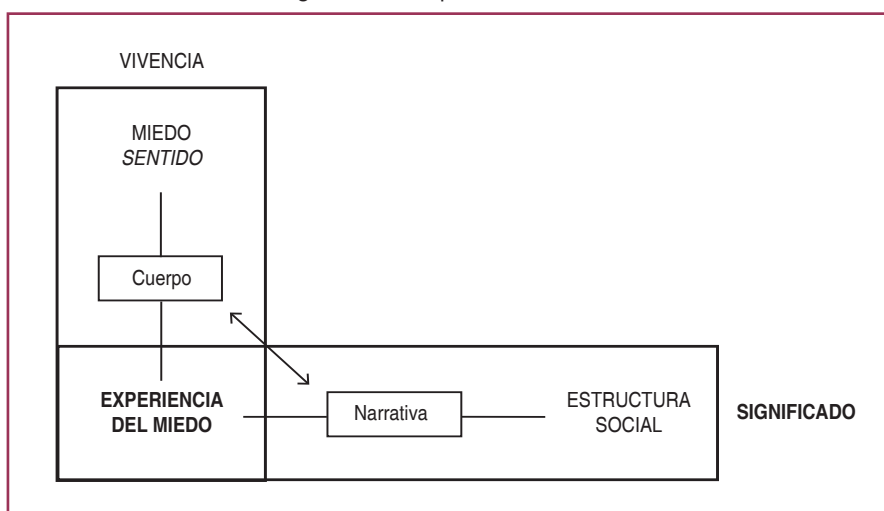 VIVENCIA
MIEDO
SENTIDO
Cuerpo
EXPERIENCIA
DEL MIEDO
Narrativa
ESTRUCTURA
SOCIAL
SIGNIFICADO